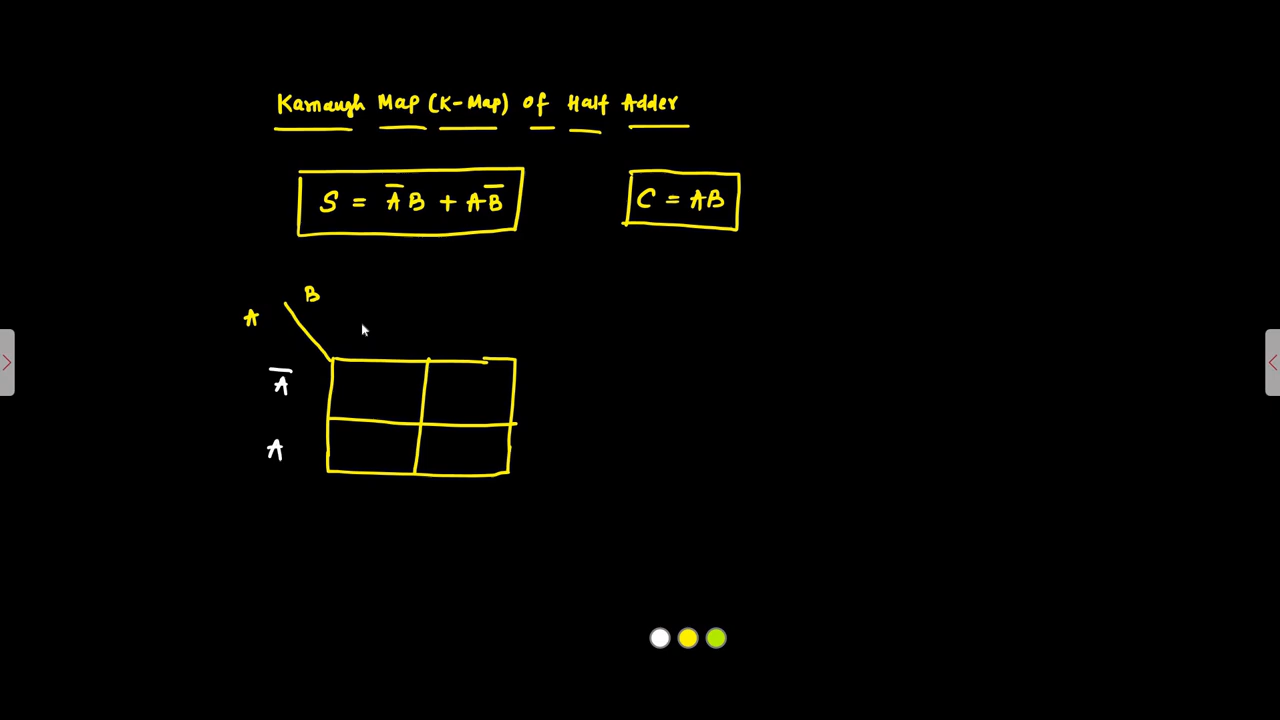 Karnaugh Map (K-Map) Of Half Adder
S = A̅B + AB̅
C = AB
B
A
A̅
A